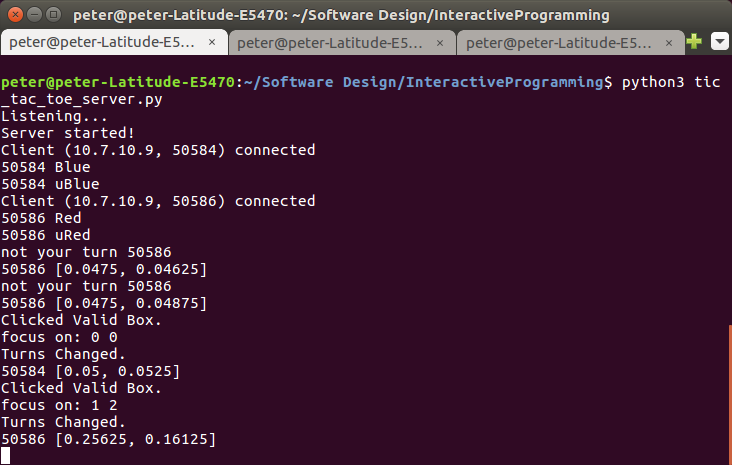 peter@peter-Latitude-E5470: ~/Software Design/InteractiveProgramming
peter@peter-Latitude-E5... × peter@peter-Latitude-E5... × peter@peter-Latitude-E5... ×
peter@peter-Latitude-E5470:~/Software Design/InteractiveProgramming$ python3 tic
_tac_toe_server.py
Listening...
Server started!
Client (10.7.10.9, 50584) connected
50584 Blue
50584 uBlue
Client (10.7.10.9, 50586) connected
50586 Red
50586 uRed
not your turn 50586
50586 [0.0475, 0.04625]
not your turn 50586
50586 [0.0475, 0.04875]
Clicked Valid Box.
focus on: 0 0
Turns Changed.
50584 [0.05, 0.0525]
Clicked Valid Box.
focus on: 1 2
Turns Changed.
50586 [0.25625, 0.16125]